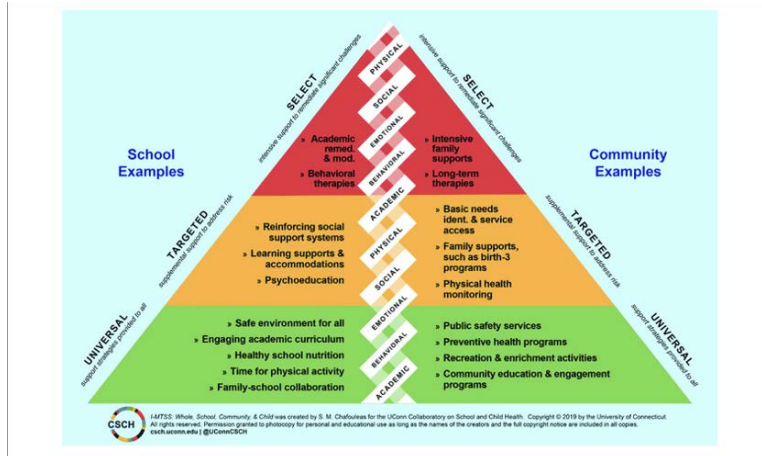 School
Examples
Community
Examples
SELECT
intensive support to remediate significant challenges
TARGETED
supplemental support to address risk
UNIVERSAL
support strategies provided to all
SELECT
intensive support to remediate significant challenges
TARGETED
supplemental support to address risk
UNIVERSAL
support strategies provided to all
PHYSICAL
SOCIAL
EMOTIONAL
BEHAVIORAL
ACADEMIC
PHYSICAL
SOCIAL
EMOTIONAL
BEHAVIORAL
ACADEMIC
» Academic
remed.
& mod.
» Behavioral
therapies
» Intensive
family
supports
» Long-term
therapies
» Reinforcing social
support systems
» Learning supports &
accommodations
» Psychoeducation
» Basic needs
ident. & service
access
» Family supports,
such as birth-3
programs
» Physical health
monitoring
» Safe environment for all
» Engaging academic curriculum
» Healthy school nutrition
» Time for physical activity
» Family-school collaboration
» Public safety services
» Preventive health programs
» Recreation & enrichment activities
» Community education & engagement
programs
CSCH
I-MTSS: Whole, School, Community, & Child was created by S. M. Chafouleas for the UConn Collaboratory on School and Child Health. Copyright © 2019 by the University of Connecticut.
All rights reserved. Permission granted to photocopy for personal and educational use as long as the names of the creators and the full copyright notice are included in all copies.
csch.uconn.edu | @UConnCSCH